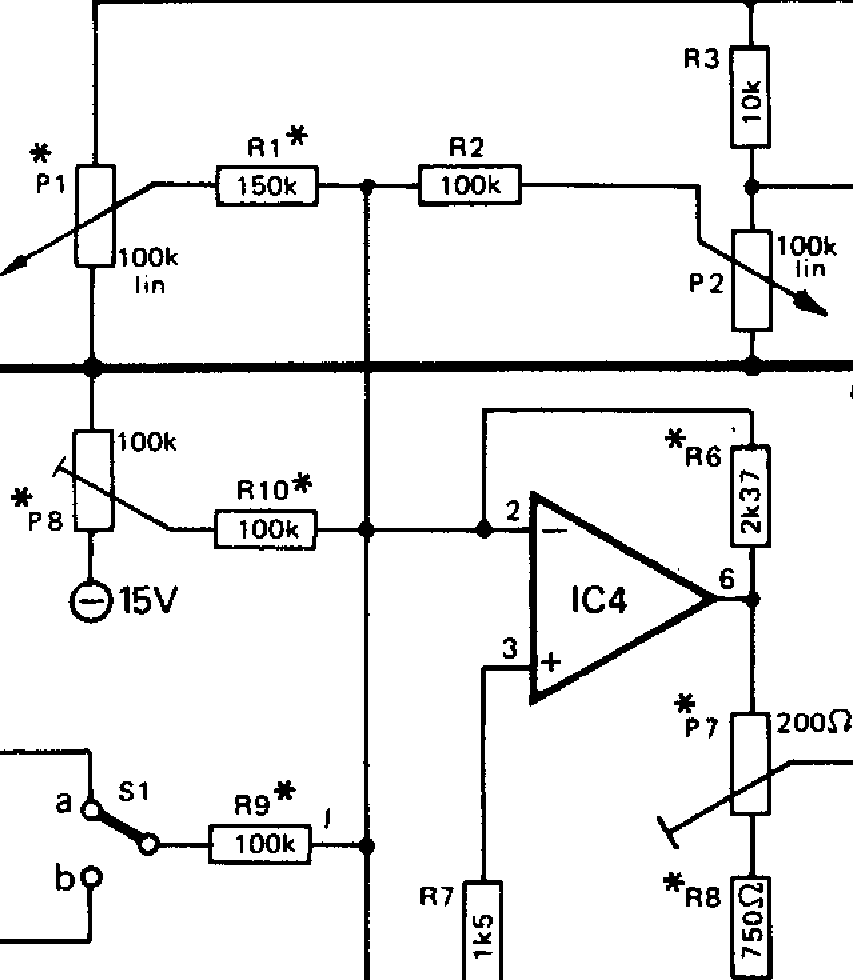 R3
10k
*
P1
R1*
150k
R2
100k
100k
lin
P2
100k
lin
100k
*
P8
R10*
100k
15V
*R6
2k37
2
−
IC4
6
3
+
*
P7
200Ω
a
S1
R9*
100k
b
R7
1k5
*R8
750Ω